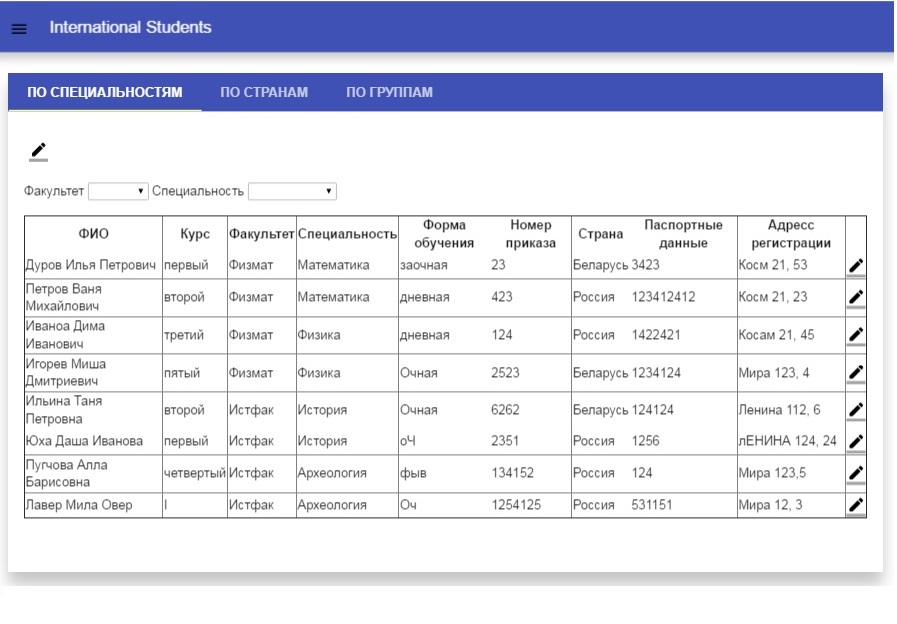 International Students
ПО СПЕЦИАЛЬНОСТЯМ ПО СТРАНАМ ПО ГРУППАМ
Факультет Специальность
ФИО Курс Факультет Специальность Форма обучения Номер приказа Страна Паспортные данные Адресс регистрации
Дуров Илья Петрович первый Физмат Математика заочная 23 Беларусь 3423 Косм 21, 53
Петров Ваня Михайлович второй Физмат Математика дневная 423 Россия 123412412 Косм 21, 23
Иваноа Дима Иванович третий Физмат Физика дневная 124 Россия 1422421 Косам 21, 45
Игорев Миша Дмитриевич пятый Физмат Физика Очная 2523 Беларусь 1234124 Мира 123, 4
Ильина Таня Петровна второй Истфак История Очная 6262 Беларусь 124124 Ленина 112, 6
Юха Даша Иванова первый Истфак История оЧ 2351 Россия 1256 лЕНИНА 124, 24
Пугчова Алла Барисовна четвертый Истфак Археология фыв 134152 Россия 124 Мира 123,5
Лавер Мила Овер I Истфак Археология Оч 1254125 Россия 531151 Мира 12, 3